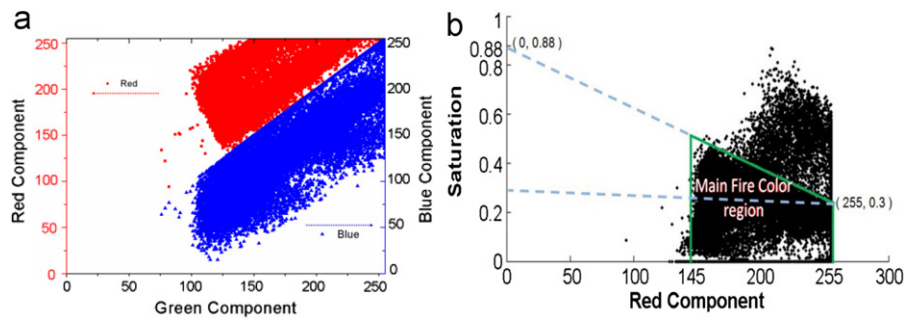 a
250
200
150
100
50
0
Red Component
Red
Blue
0 50 100 150 200 250
Green Component
250
200
150
100
50
0
Blue Component
b
1
0.88
0.8
0.6
0.4
0.2
0
Saturation
( 0, 0.88 )
Main Fire Color
region
( 255, 0.3 )
0 50 100 145 200 256 300
Red Component